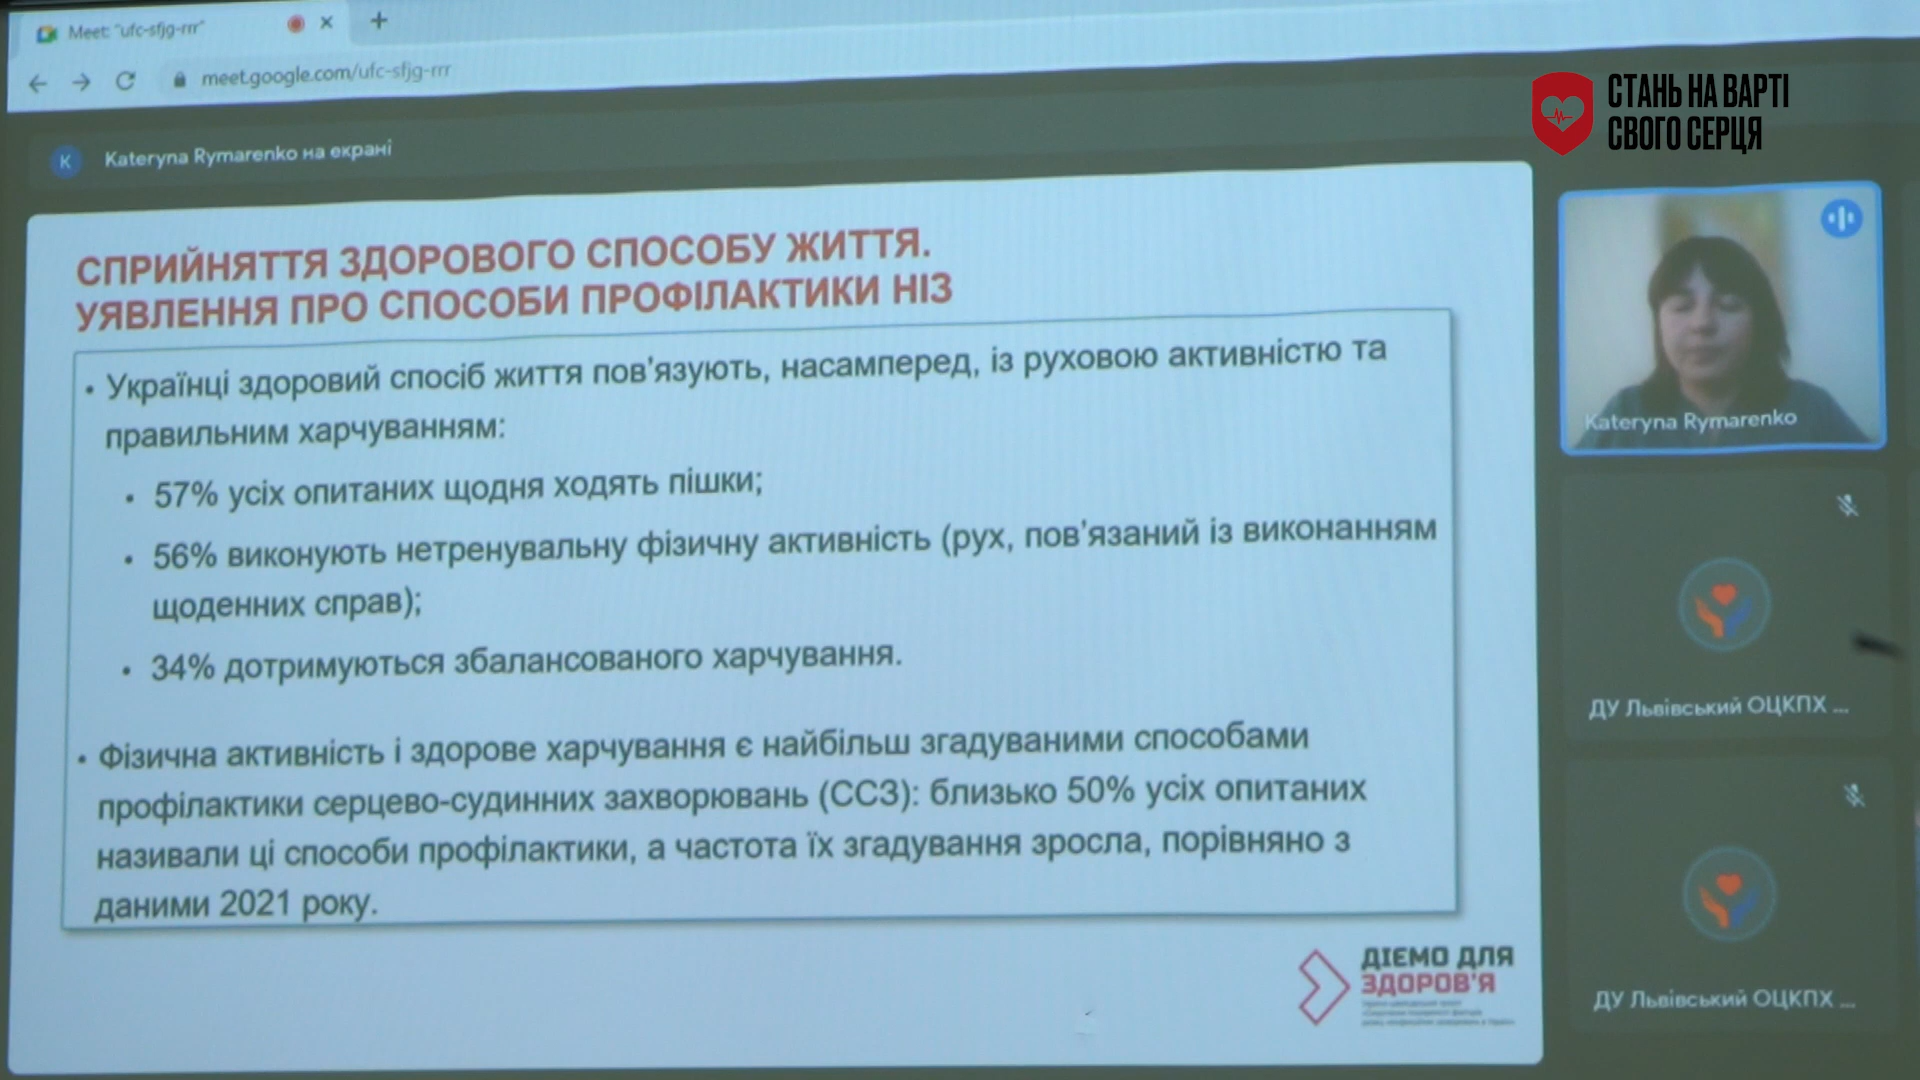 Meet: "ufc-sfjg-rrr"
meet.google.com/ufc-sfjg-rrr
СТАНЬ НА ВАРТІ
СВОГО СЕРЦЯ
K
Kateryna Rymarenko на екрані
СПРИЙНЯТТЯ ЗДОРОВОГО СПОСОБУ ЖИТТЯ.
УЯВЛЕННЯ ПРО СПОСОБИ ПРОФІЛАКТИКИ НІЗ
• Українці здоровий спосіб життя пов'язують, насамперед, із руховою активністю та
правильним харчуванням:
• 57% усіх опитаних щодня ходять пішки;
• 56% виконують нетренувальну фізичну активність (рух, пов'язаний із виконанням
щоденних справ);
• 34% дотримуються збалансованого харчування.
• Фізична активність і здорове харчування є найбільш згадуваними способами
профілактики серцево-судинних захворювань (ССЗ): близько 50% усіх опитаних
називали ці способи профілактики, а частота їх згадування зросла, порівняно з
даними 2021 року.
ДІЄМО ДЛЯ
ЗДОРОВ'Я
Kateryna Rymarenko
ДУ Львівський ОЦКПХ ...
ДУ Львівський ОЦКПХ ...